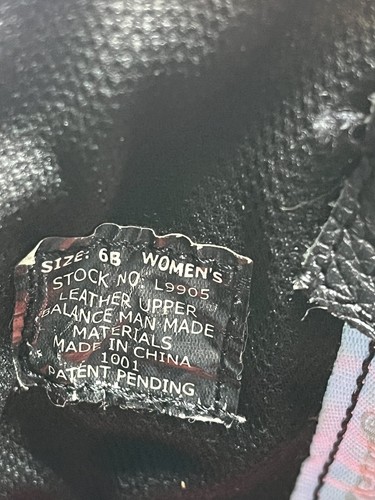 SIZE: 6B WOMEN'S
STOCK NO. L9905
LEATHER UPPER
BALANCE MAN MADE
MATERIALS
MADE IN CHINA
1001
PATENT PENDING